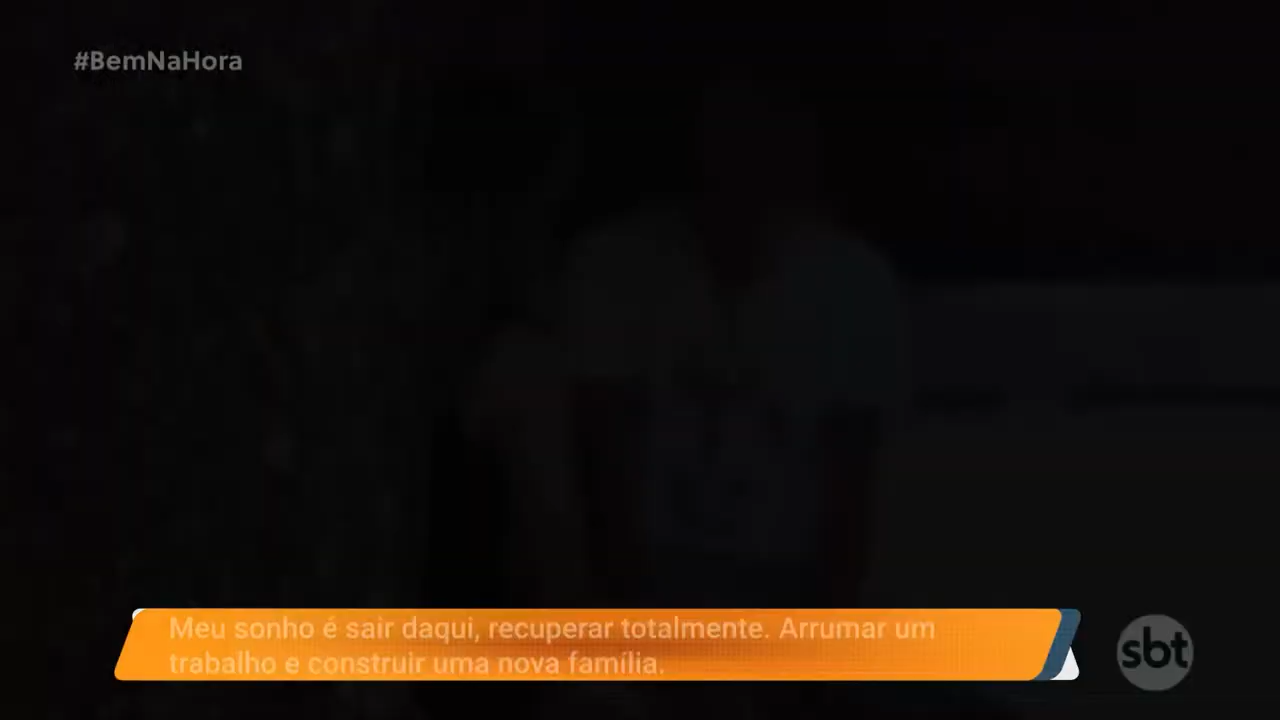 #BemNaHora
Meu sonho é sair daqui, recuperar totalmente. Arrumar um
trabalho e construir uma nova família.
sbt